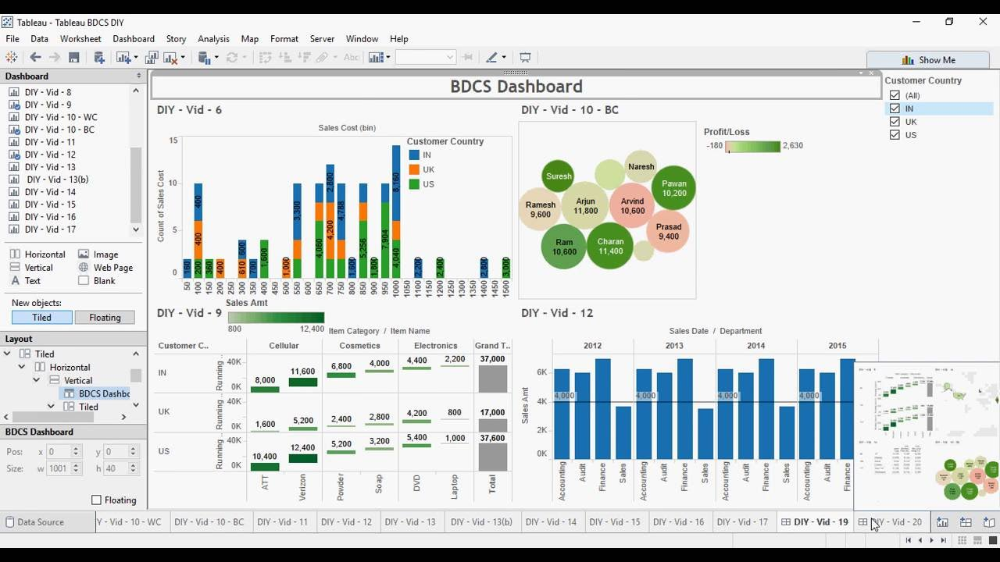 Tableau - Tableau BDCS DIY
File Data Worksheet Dashboard Story Analysis Map Format Server Window Help
Abc
Show Me
Dashboard
DIY - Vid - 8
DIY - Vid - 9
DIY - Vid - 10 - WC
DIY - Vid - 10 - BC
DIY - Vid - 11
DIY - Vid - 12
DIY - Vid - 13
DIY - Vid - 13(b)
DIY - Vid - 14
DIY - Vid - 15
DIY - Vid - 16
DIY - Vid - 17
Horizontal Image
Vertical Web Page
A Text Blank
New objects:
Tiled Floating
Layout
Tiled
Horizontal
Vertical
BDCS Dashbc
Tiled
BDCS Dashboard
Pos: x 0 y 0
Size: w 1001 h 40
Floating
BDCS Dashboard
Customer Country
(All)
IN
UK
US
DIY - Vid - 6
Sales Cost (bin)
Customer Country
IN
UK
US
Count of Sales Cost
15
10
5
0
160
400 400 200
360
400
600 610
700
1,600
1,000
3,300
4,080
2,800 4,200
4,788
1,600
5,256
1,800
7,904
8,160 4,040
2,200
2,400
2,800
3,000
50 100 150 200 250 300 350 400 450 500 550 600 650 700 750 800 850 900 950 1000 1050 1100 1150 1200 1250 1300 1350 1400 1450 1500
DIY - Vid - 10 - BC
Profit/Loss
-180 2,630
Suresh
Naresh
Pawan
10,200
Ramesh
9,600
Arjun
11,800
Arvind
10,600
Prasad
9,400
Ram
10,600
Charan
11,400
DIY - Vid - 9
Sales Amt
800 12,400
Item Category / Item Name
Customer C.. Cellular Cosmetics Electronics Grand T..
IN Running .. 40K 0K 8,000 11,600 6,800 4,000 4,400 2,200 37,000
UK Running .. 40K 0K 1,600 5,200 2,400 2,800 4,200 800 17,000
US Running .. 40K 0K 10,400 12,400 5,200 3,200 5,400 1,000 37,600
ATT Verizon Powder Soap DVD Laptop Total
DIY - Vid - 12
Sales Date / Department
2012 2013 2014 2015
Sales Amt
6K
4K
2K
0K
4,000 4,000 4,000 4,000
Accounting Audit Finance Sales Accounting Audit Finance Sales Accounting Audit Finance Sales Accounting Audit Finance
Data Source Y - Vid - 10 - WC DIY - Vid - 10 - BC DIY - Vid - 11 DIY - Vid - 12 DIY - Vid - 13 DIY - Vid - 13(b) DIY - Vid - 14 DIY - Vid - 15 DIY - Vid - 16 DIY - Vid - 17 DIY - Vid - 19 Y - Vid - 20